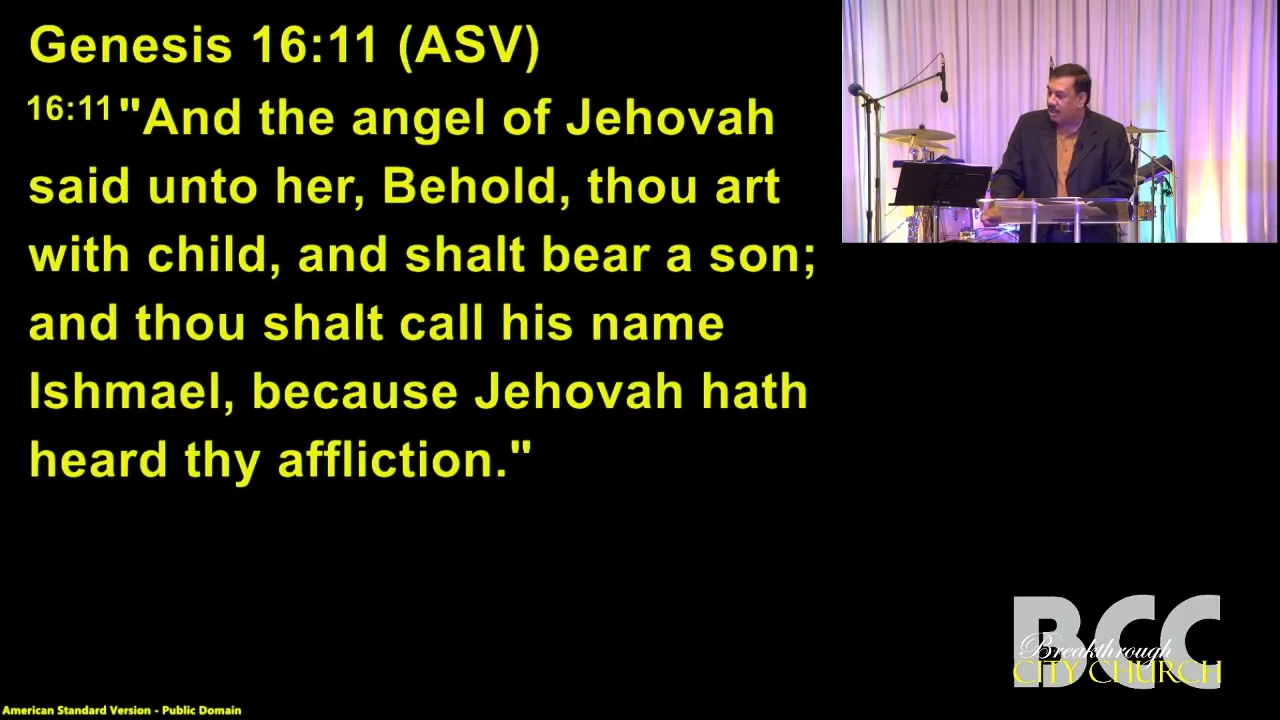 Genesis 16:11 (ASV)
16:11 "And the angel of Jehovah
said unto her, Behold, thou art
with child, and shalt bear a son;
and thou shalt call his name
Ishmael, because Jehovah hath
heard thy affliction."
BCC
Breakthrough
CITY CHURCH
American Standard Version - Public Domain